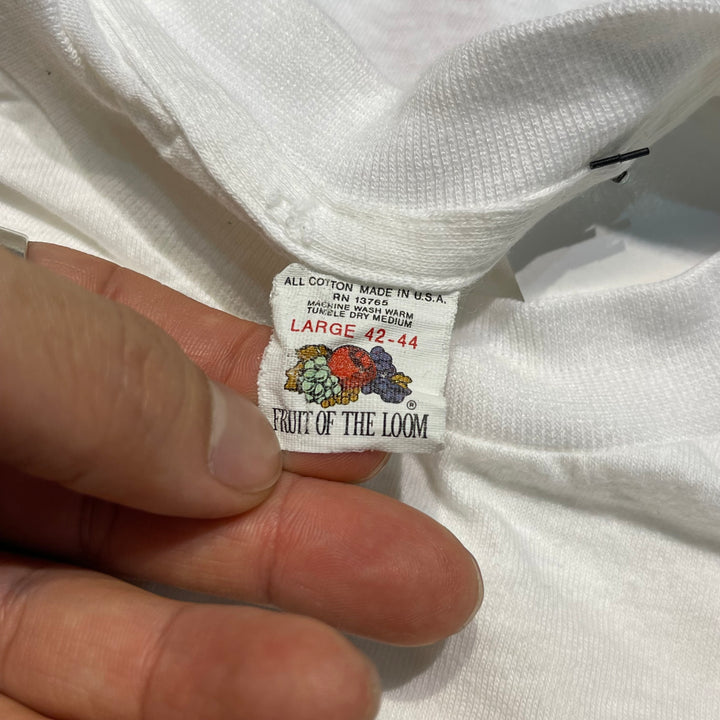 ALL COTTON MADE IN U.S.A.
RN 13765
MACHINE WASH WARM
TUMBLE DRY MEDIUM
LARGE 42-44
®
FRUIT OF THE LOOM